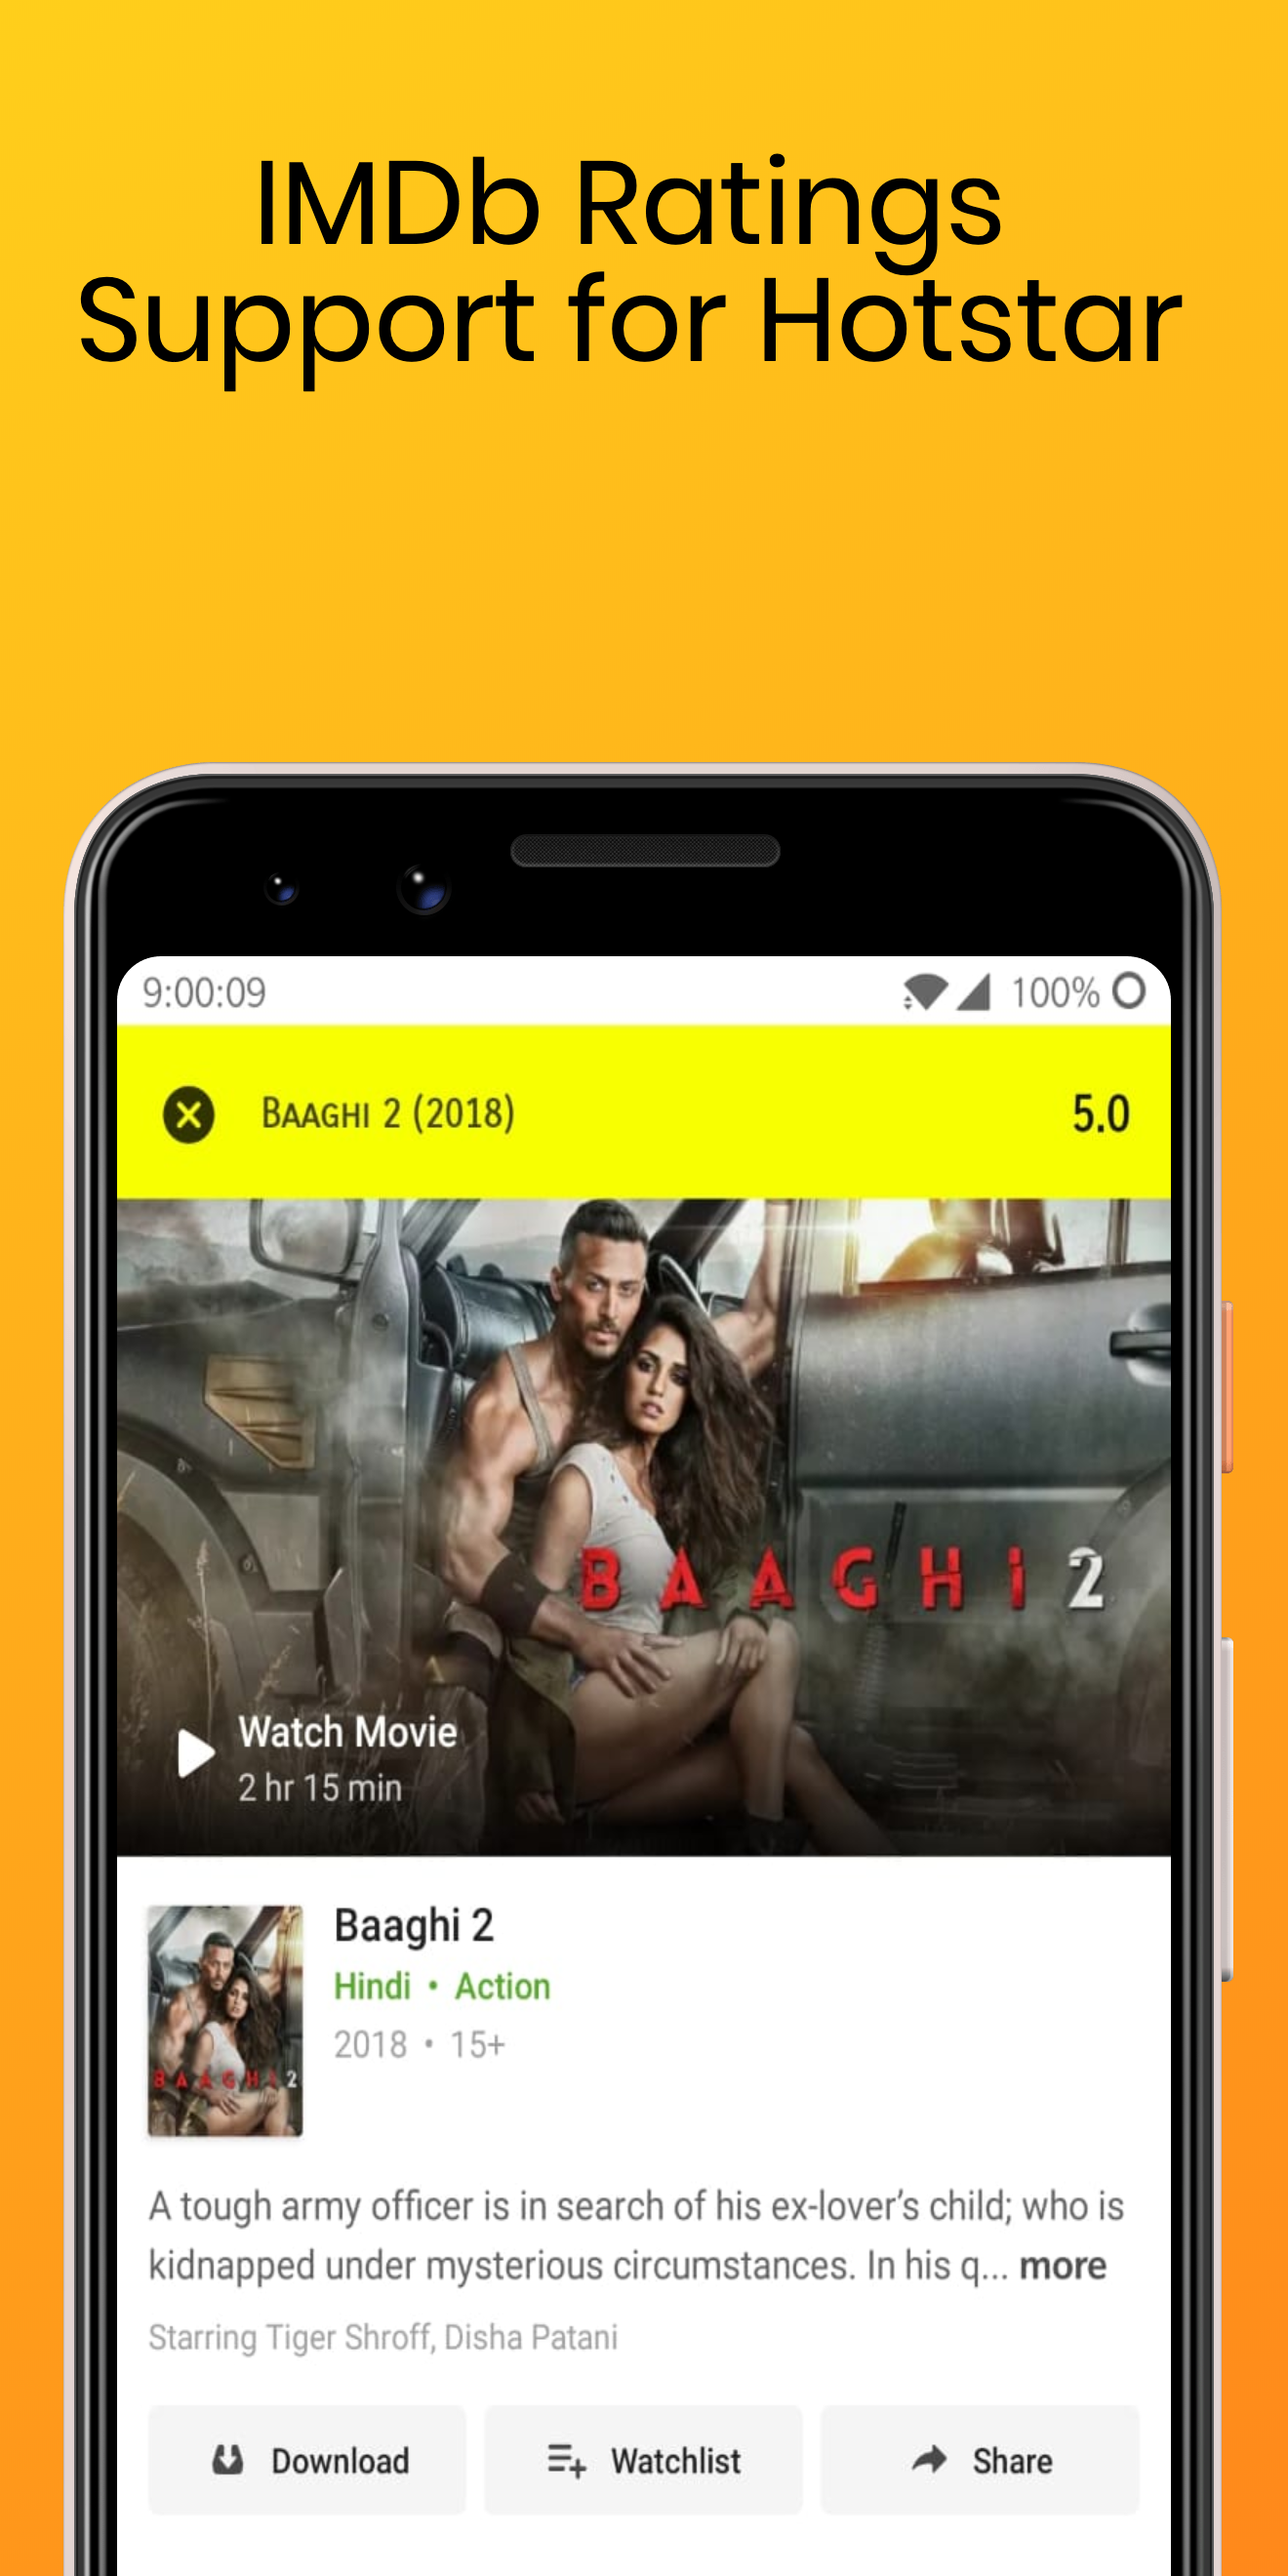 IMDb Ratings
Support for Hotstar
9:00:09 100%
BAAGHI 2 (2018) 5.0
BAAGHI 2
Watch Movie
2 hr 15 min
Baaghi 2
Hindi • Action
2018 • 15+
BAAGHI 2
A tough army officer is in search of his ex-lover’s child; who is
kidnapped under mysterious circumstances. In his q... more
Starring Tiger Shroff, Disha Patani
Download Watchlist Share